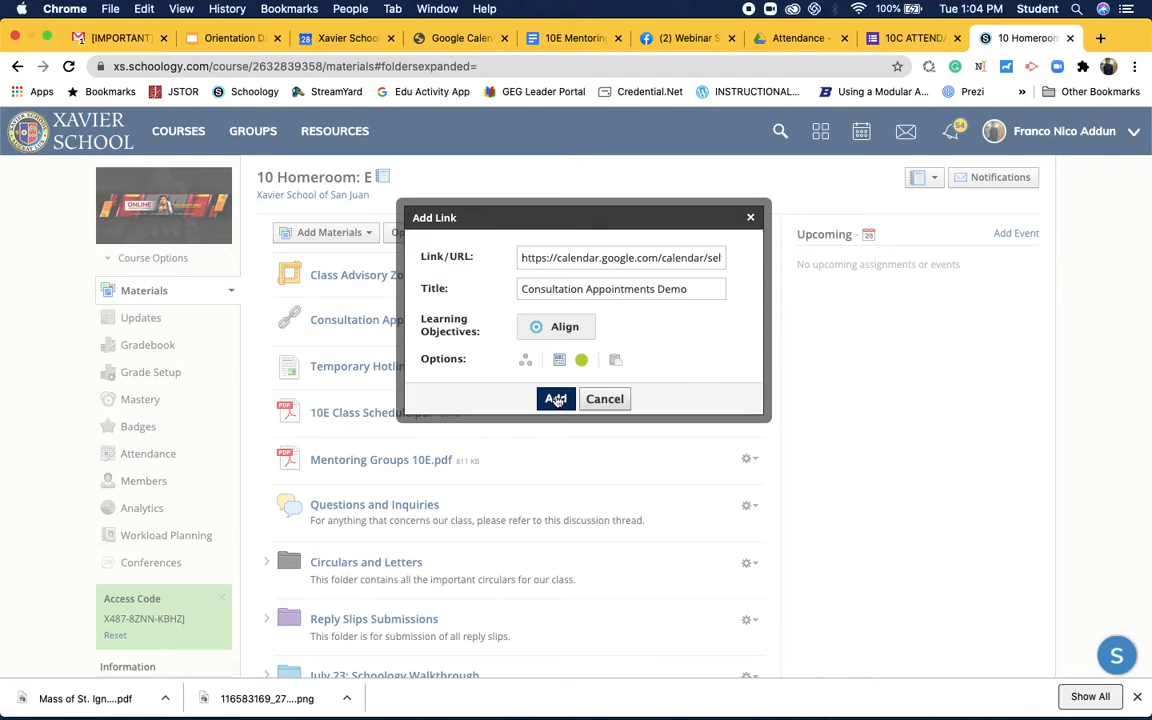 Chrome File Edit View History Bookmarks People Tab Window Help 100% Tue 1:04 PM Student
[IMPORTANT] Orientation D Xavier Schoo Google Calen 10E Mentorin (2) Webinar S Attendance - 10C ATTENDA 10 Homeroom
xs.schoology.com/course/2632839358/materials#foldersexpanded=
Apps Bookmarks JSTOR Schoology StreamYard Edu Activity App GEG Leader Portal Credential.Net INSTRUCTIONAL... Using a Modular A... Prezi » Other Bookmarks
XAVIER
SCHOOL
COURSES GROUPS RESOURCES 54 Franco Nico Addun
ONLINE
10 Homeroom: E
Xavier School of San Juan
Notifications
Add Materials Op
Course Options
Materials
Updates
Gradebook
Grade Setup
Mastery
Badges
Attendance
Members
Analytics
Workload Planning
Conferences
Access Code
X487-8ZNN-KBHZJ
Reset
Information
Class Advisory Zo
Consultation App
Temporary Hotlin
PDF 10E Class Schedule.pdf
PDF Mentoring Groups 10E.pdf 811 KB
Questions and Inquiries
For anything that concerns our class, please refer to this discussion thread.
Circulars and Letters
This folder contains all the important circulars for our class.
Reply Slips Submissions
This folder is for submission of all reply slips.
July 23: Schoology Walkthrough
Add Link
Link/URL: https://calendar.google.com/calendar/sel
Title: Consultation Appointments Demo
Learning
Objectives: Align
Options:
Add Cancel
Upcoming Add Event
No upcoming assignments or events
S
Mass of St. Ign....pdf 116583169_27....png Show All